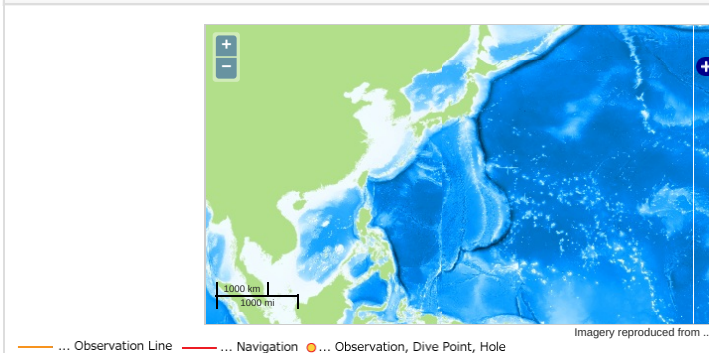 +
−
1000 km
1000 mi
Imagery reproduced from ..
... Observation Line ... Navigation ... Observation, Dive Point, Hole